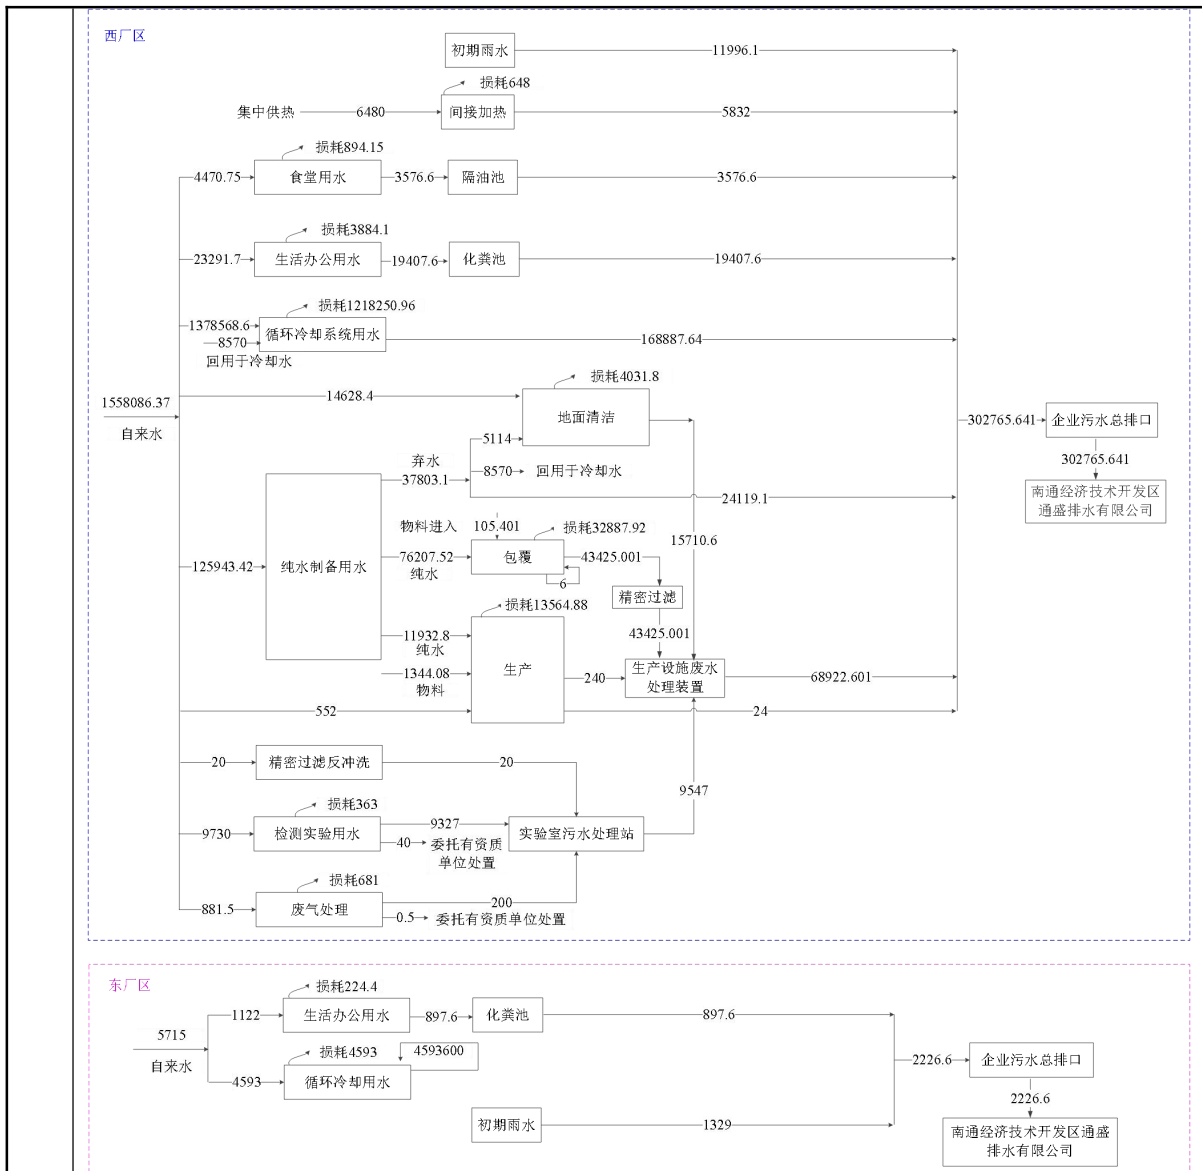 西厂区
初期雨水
11996.1
损耗648
集中供热
6480
间接加热
5832
损耗894.15
4470.75
食堂用水
3576.6
隔油池
3576.6
损耗3884.1
23291.7
生活办公用水
19407.6
化粪池
19407.6
损耗1218250.96
1378568.6
循环冷却系统用水
8570
回用于冷却水
168887.64
损耗4031.8
14628.4
地面清洁
1558086.37
自来水
5114
弃水
37803.1
8570
回用于冷却水
24119.1
302765.641
企业污水总排口
302765.641
南通经济技术开发区
通盛排水有限公司
物料进入
105.401
损耗32887.92
15710.6
125943.42
纯水制备用水
76207.52
纯水
包覆
43425.001
6
精密过滤
损耗13564.88
43425.001
11932.8
纯水
1344.08
物料
生产
240
生产设施废水
处理装置
68922.601
552
24
20
精密过滤反冲洗
20
9547
损耗363
9730
检测实验用水
9327
40
委托有资质
单位处置
实验室污水处理站
损耗681
881.5
废气处理
200
0.5
委托有资质单位处置
东厂区
损耗224.4
1122
生活办公用水
897.6
化粪池
897.6
5715
自来水
损耗4593
4593600
4593
循环冷却用水
2226.6
企业污水总排口
2226.6
初期雨水
1329
南通经济技术开发区通盛
排水有限公司